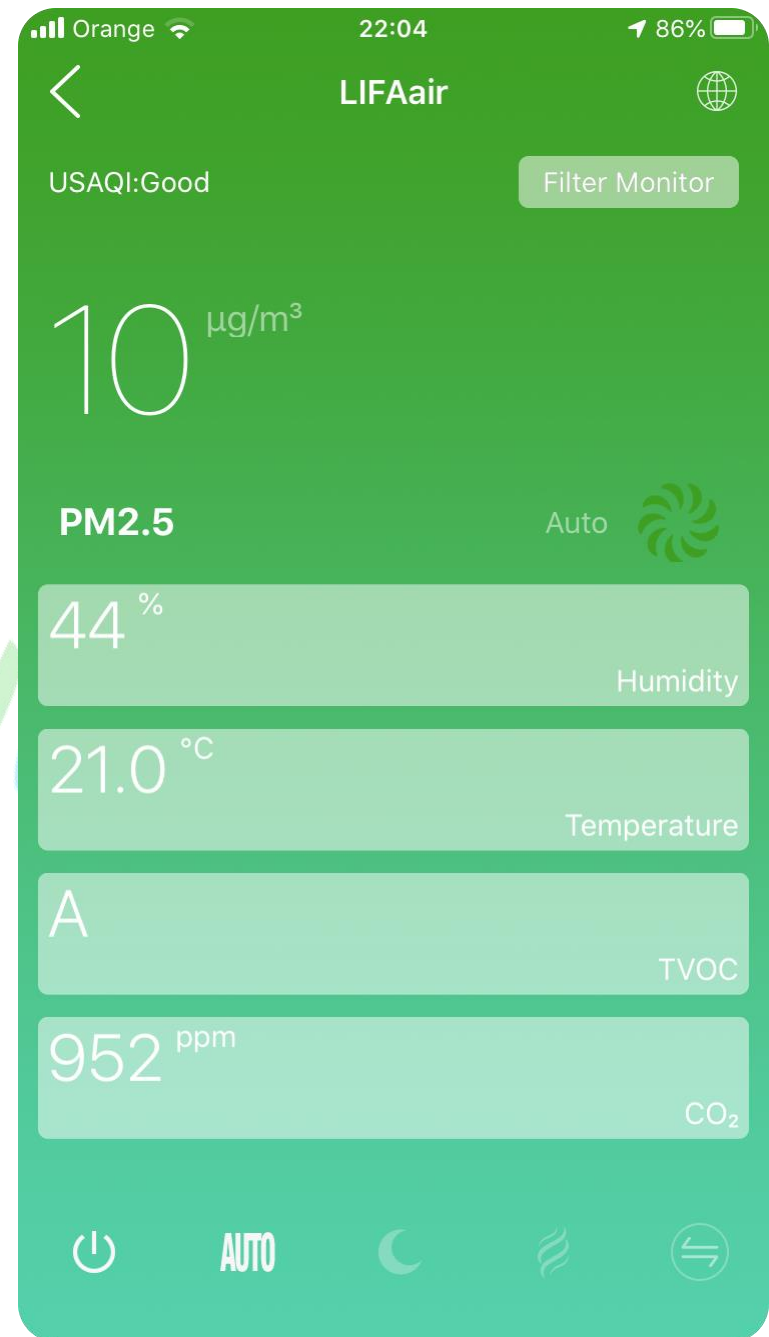 Orange 22:04 86%
LIFAair
USAQI:Good Filter Monitor
10 µg/m³
PM2.5 Auto
44 %
Humidity
21.0 °C
Temperature
A
TVOC
952 ppm
CO₂
AUTO